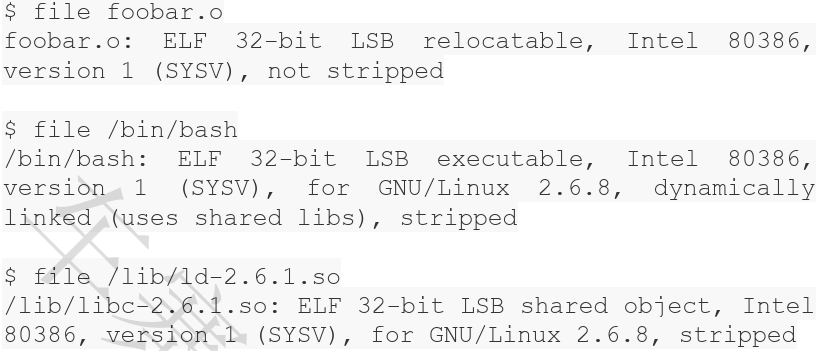 $ file foobar.o
foobar.o: ELF 32-bit LSB relocatable, Intel 80386,
version 1 (SYSV), not stripped
$ file /bin/bash
/bin/bash: ELF 32-bit LSB executable, Intel 80386,
version 1 (SYSV), for GNU/Linux 2.6.8, dynamically
linked (uses shared libs), stripped
$ file /lib/ld-2.6.1.so
/lib/libc-2.6.1.so: ELF 32-bit LSB shared object, Intel
80386, version 1 (SYSV), for GNU/Linux 2.6.8, stripped